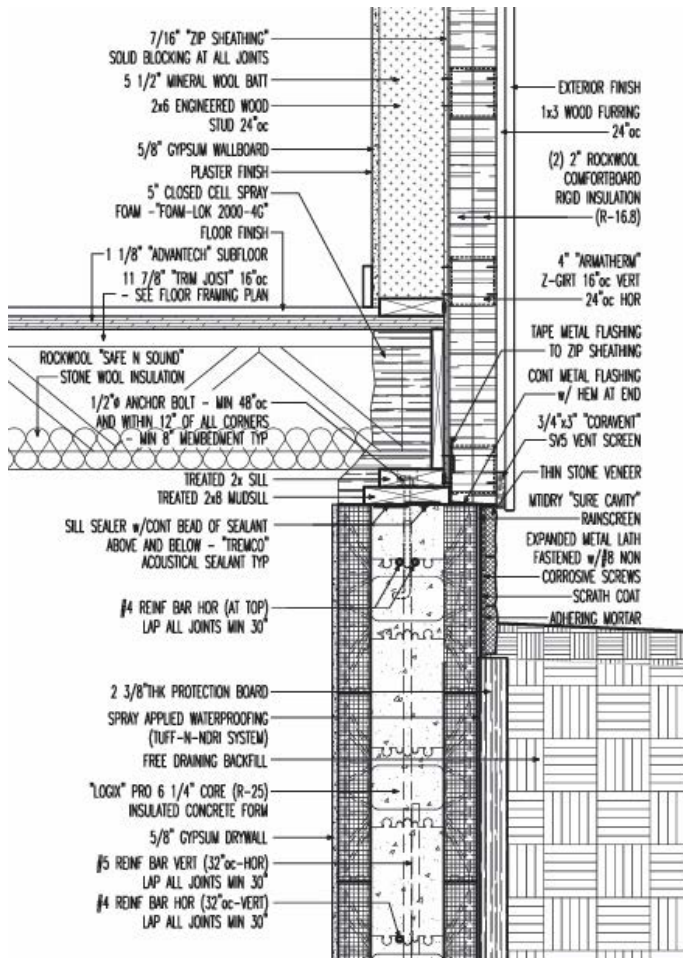 7/16" "ZIP SHEATHING"
SOLID BLOCKING AT ALL JOINTS
5 1/2" MINERAL WOOL BATT
2x6 ENGINEERED WOOD
STUD 24"oc
5/8" GYPSUM WALLBOARD
PLASTER FINISH
5" CLOSED CELL SPRAY
FOAM -"FOAM-LOK 2000-4G"
FLOOR FINISH
1 1/8" "ADVANTECH" SUBFLOOR
11 7/8" "TRIM JOIST" 16"oc
- SEE FLOOR FRAMING PLAN
ROCKWOOL "SAFE N SOUND"
STONE WOOL INSULATION
1/2"ø ANCHOR BOLT - MIN 48"oc
AND WITHIN 12" OF ALL CORNERS
- MIN 8" MEMBEDMENT TYP
TREATED 2x SILL
TREATED 2x8 MUDSILL
SILL SEALER w/CONT BEAD OF SEALANT
ABOVE AND BELOW - "TREMCO"
ACOUSTICAL SEALANT TYP
#4 REINF BAR HOR (AT TOP)
LAP ALL JOINTS MIN 30"
2 3/8"THK PROTECTION BOARD
SPRAY APPLIED WATERPROOFING
(TUFF-N-NDRI SYSTEM)
FREE DRAINING BACKFILL
"LOGIX" PRO 6 1/4" CORE (R-25)
INSULATED CONCRETE FORM
5/8" GYPSUM DRYWALL
#5 REINF BAR VERT (32"oc-HOR)
LAP ALL JOINTS MIN 30"
#4 REINF BAR HOR (32"oc-VERT)
LAP ALL JOINTS MIN 30"
EXTERIOR FINISH
1x3 WOOD FURRING
24"oc
(2) 2" ROCKWOOL
COMFORTBOARD
RIGID INSULATION
(R-16.8)
4" "ARMATHERM"
Z-GIRT 16"oc VERT
24"oc HOR
TAPE METAL FLASHING
TO ZIP SHEATHING
CONT METAL FLASHING
w/ HEM AT END
3/4"x3" "CORAVENT"
SV5 VENT SCREEN
THIN STONE VENEER
MTIDRY "SURE CAVITY"
RAINSCREEN
EXPANDED METAL LATH
FASTENED w/#8 NON
CORROSIVE SCREWS
SCRATH COAT
ADHERING MORTAR